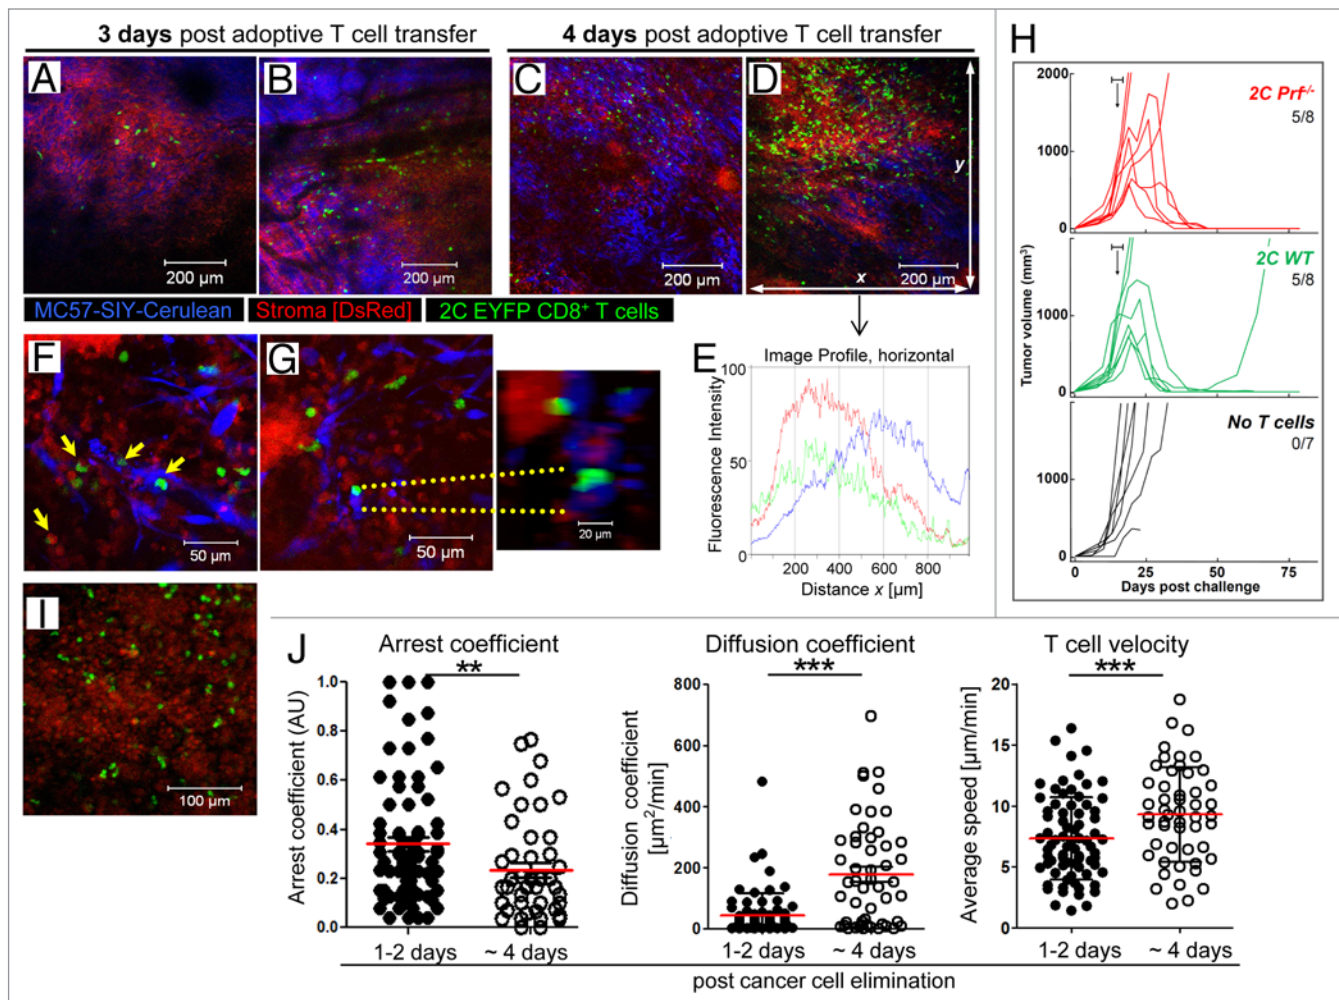 3 days post adoptive T cell transfer
4 days post adoptive T cell transfer
A
B
C
D
200 µm
200 µm
200 µm
200 µm
x
y
MC57-SIY-Cerulean
Stroma [DsRed]
2C EYFP CD8⁺ T cells
F
50 µm
G
50 µm
20 µm
E
Image Profile, horizontal
Fluorescence Intensity
100
50
0
200 400 600 800
Distance x [µm]
H
2C Prf⁻/⁻
5/8
2C WT
5/8
No T cells
0/7
Tumor volume (mm³)
2000
1000
0
1000
0
1000
0
0 25 50 75
Days post challenge
I
100 µm
J
Arrest coefficient
**
Arrest coefficient (AU)
1.0
0.8
0.6
0.4
0.2
0.0
1-2 days ~ 4 days
Diffusion coefficient
***
Diffusion coefficient
[µm²/min]
800
600
400
200
0
1-2 days ~ 4 days
T cell velocity
***
Average speed [µm/min]
20
15
10
5
0
1-2 days ~ 4 days
post cancer cell elimination